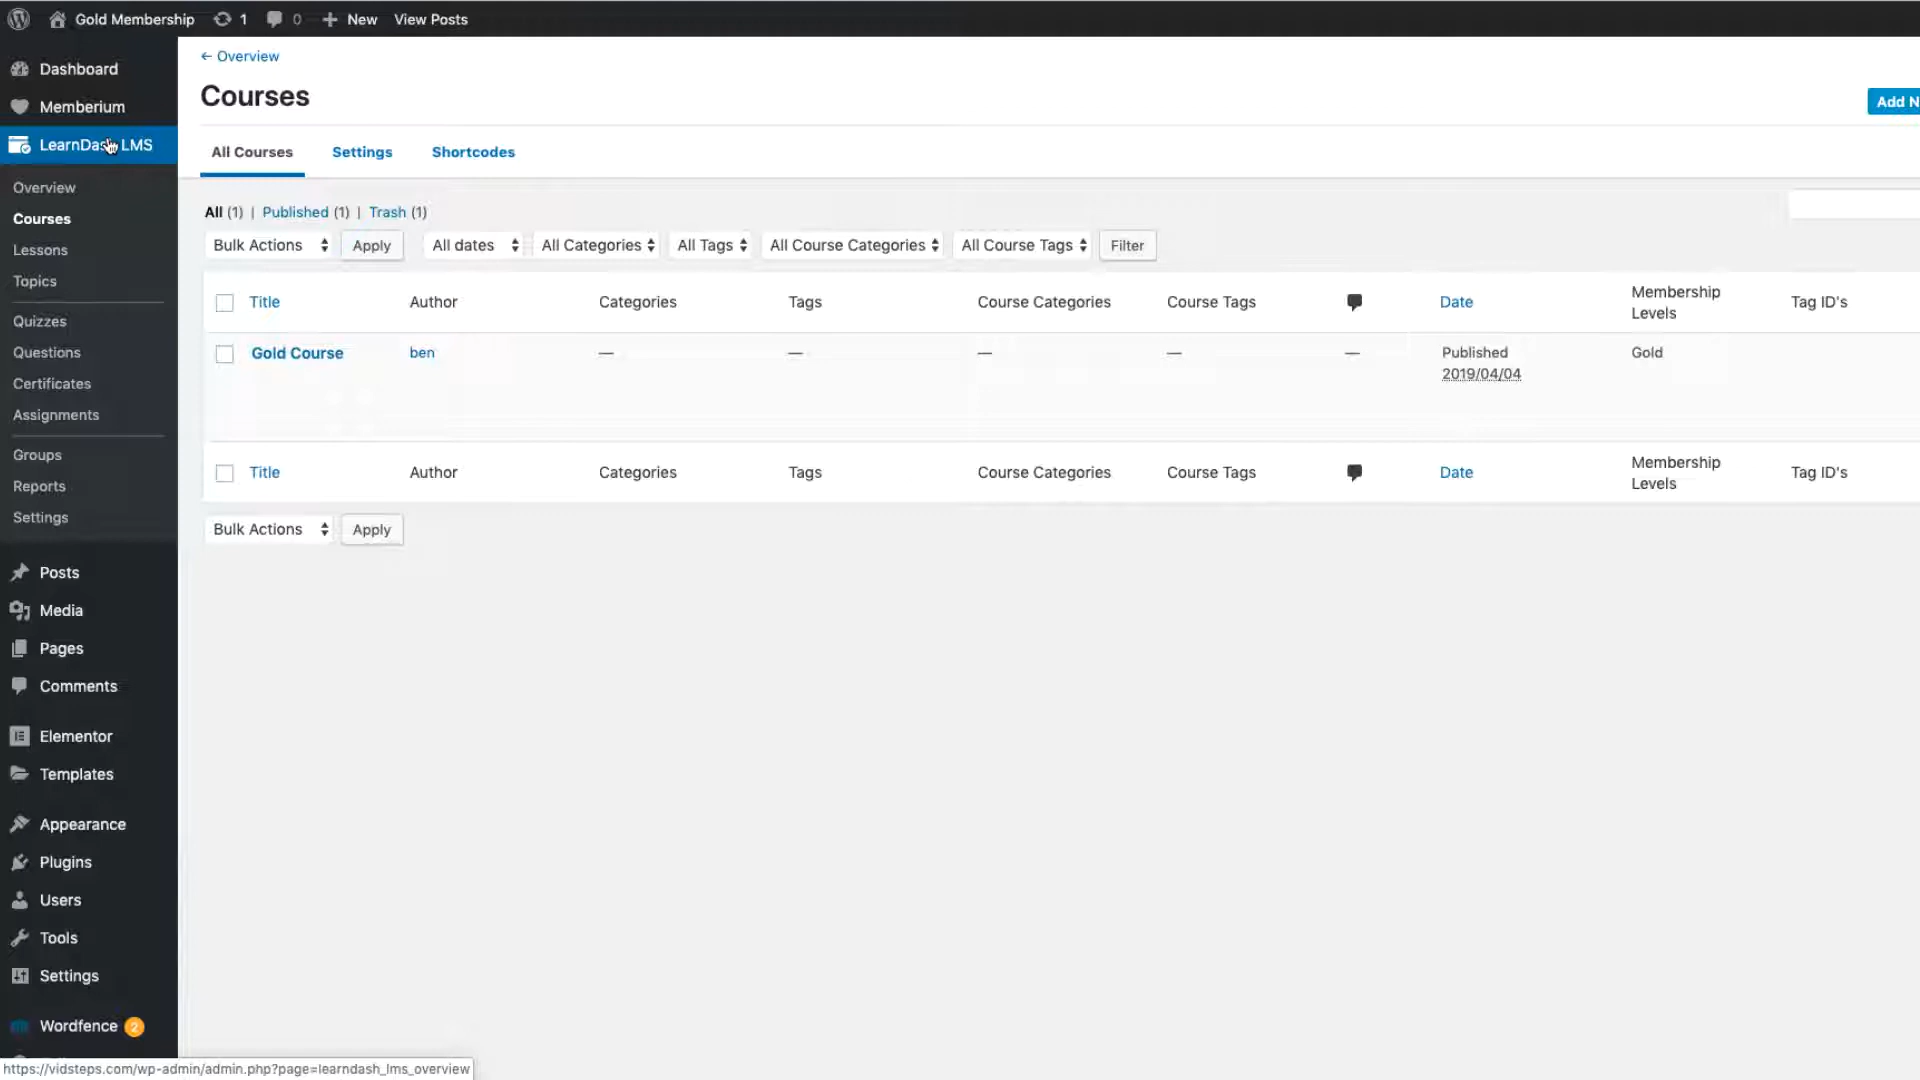 Gold Membership 1 0 New View Posts
Dashboard
Memberium
LearnDash LMS
Overview
Courses
Lessons
Topics
Quizzes
Questions
Certificates
Assignments
Groups
Reports
Settings
Posts
Media
Pages
Comments
Elementor
Templates
Appearance
Plugins
Users
Tools
Settings
Wordfence 2
← Overview
Courses
Add N
All Courses Settings Shortcodes
All (1) | Published (1) | Trash (1)
Bulk Actions Apply All dates All Categories All Tags All Course Categories All Course Tags Filter
Title Author Categories Tags Course Categories Course Tags Date Membership Levels Tag ID's
Gold Course ben — — — — — Published Gold
2019/04/04
Title Author Categories Tags Course Categories Course Tags Date Membership Levels Tag ID's
Bulk Actions Apply
https://vidsteps.com/wp-admin/admin.php?page=learndash_lms_overview